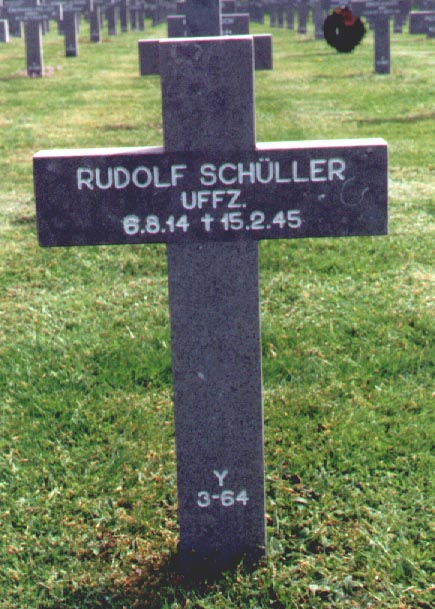 RUDOLF SCHÜLLER
UFFZ.
6.8.14 † 15.2.45
Y
3-64